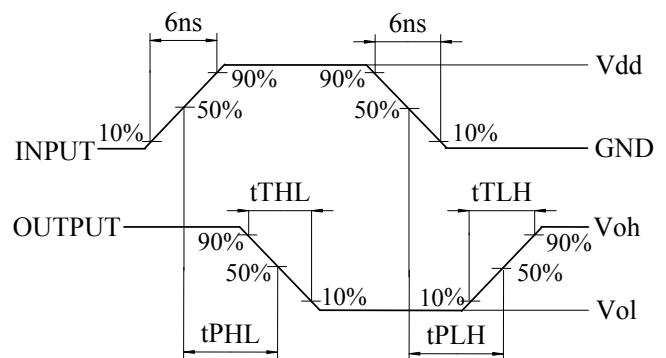 6ns 6ns
90% 90% Vdd
50% 50%
10% 10%
INPUT GND
tTHL tTLH
OUTPUT Voh
90% 90%
50% 50%
10% 10%
Vol
tPHL tPLH